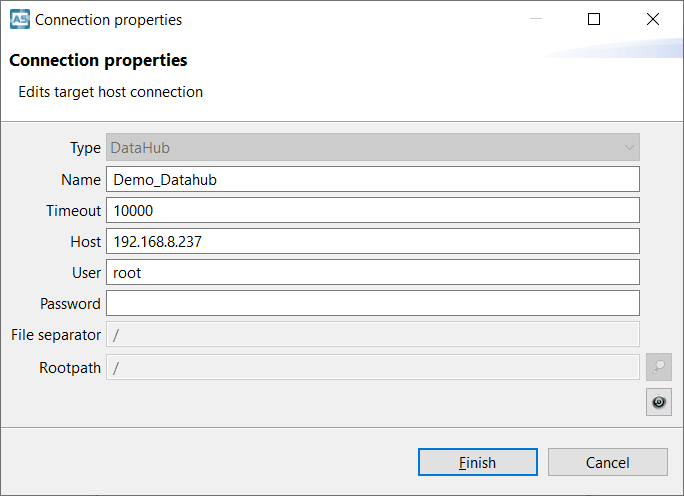 AS Connection properties
Connection properties
Edits target host connection
Type DataHub
Name Demo_Datahub
Timeout 10000
Host 192.168.8.237
User root
Password
File separator /
Rootpath /
Finish Cancel